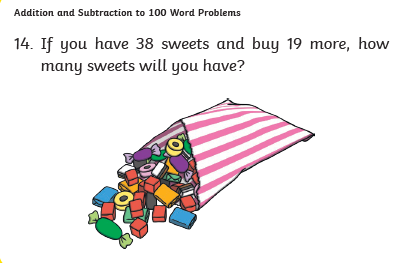 Addition and Subtraction to 100 Word Problems
14. If you have 38 sweets and buy 19 more, how
many sweets will you have?